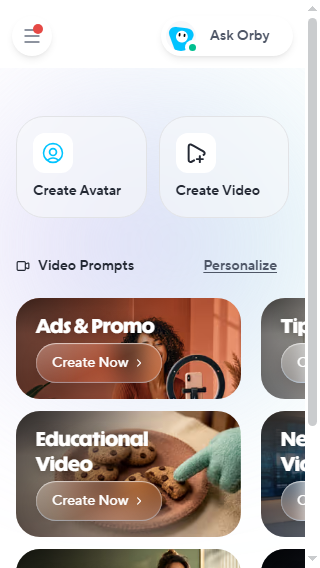 Ask Orby
Create Avatar
Create Video
Video Prompts
Personalize
Ads & Promo
Create Now
Educational
Video
Create Now